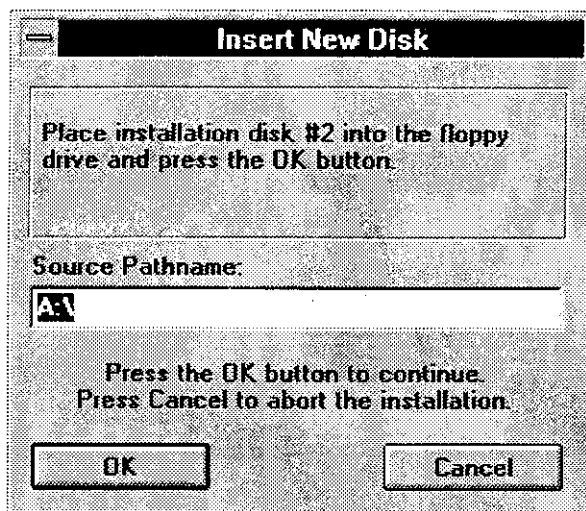 Insert New Disk
Place installation disk #2 into the floppy
drive and press the OK button.
Source Pathname:
A:\
Press the OK button to continue.
Press Cancel to abort the installation.
OK
Cancel